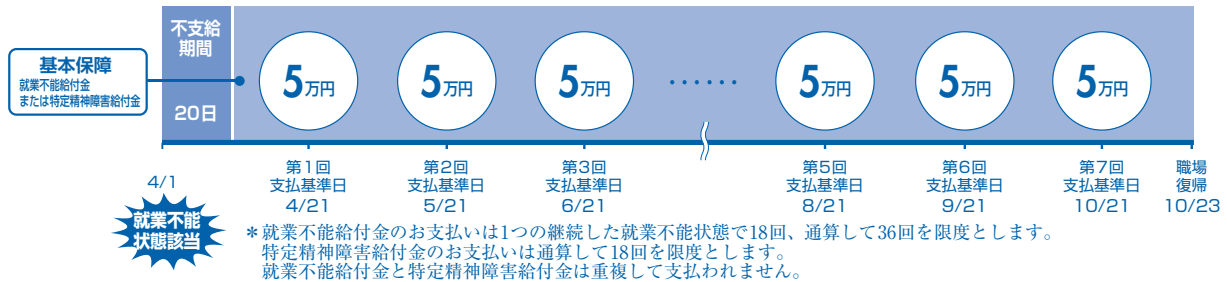 不支給
期間
20日
基本保障
就業不能給付金
または特定精神障害給付金
5万円
5万円
5万円
……
5万円
5万円
5万円
4/1
就業不能
状態該当
第1回
支払基準日
4/21
第2回
支払基準日
5/21
第3回
支払基準日
6/21
第5回
支払基準日
8/21
第6回
支払基準日
9/21
第7回
支払基準日
10/21
職場
復帰
10/23
＊就業不能給付金のお支払いは1つの継続した就業不能状態で18回、通算して36回を限度とします。
特定精神障害給付金のお支払いは通算して18回を限度とします。
就業不能給付金と特定精神障害給付金は重複して支払われません。